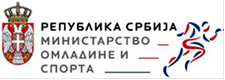 РЕПУБЛИКА СРБИЈА
МИНИСТАРСТВО
ОМЛАДИНЕ И
СПОРТА